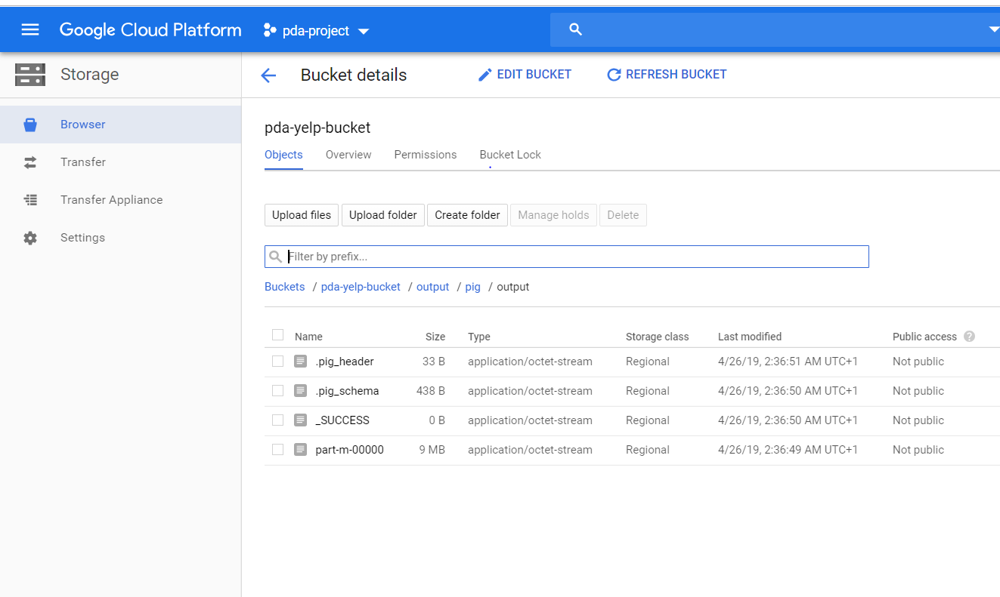 Google Cloud Platform pda-project
Storage Bucket details EDIT BUCKET REFRESH BUCKET
Browser
Transfer
Transfer Appliance
Settings
pda-yelp-bucket
Objects Overview Permissions Bucket Lock
Upload files Upload folder Create folder Manage holds Delete
Filter by prefix...
Buckets / pda-yelp-bucket / output / pig / output
Name Size Type Storage class Last modified Public access ?
.pig_header 33 B application/octet-stream Regional 4/26/19, 2:36:51 AM UTC+1 Not public
.pig_schema 438 B application/octet-stream Regional 4/26/19, 2:36:50 AM UTC+1 Not public
_SUCCESS 0 B application/octet-stream Regional 4/26/19, 2:36:50 AM UTC+1 Not public
part-m-00000 9 MB application/octet-stream Regional 4/26/19, 2:36:49 AM UTC+1 Not public